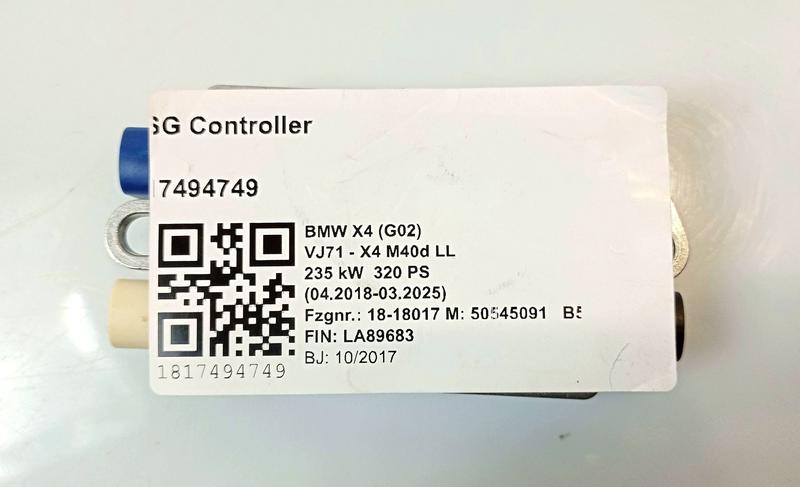 SG Controller
17494749
BMW X4 (G02)
VJ71 - X4 M40d LL
235 kW 320 PS
(04.2018-03.2025)
Fzgnr.: 18-18017 M: 50545091 B5
FIN: LA89683
BJ: 10/2017
1817494749